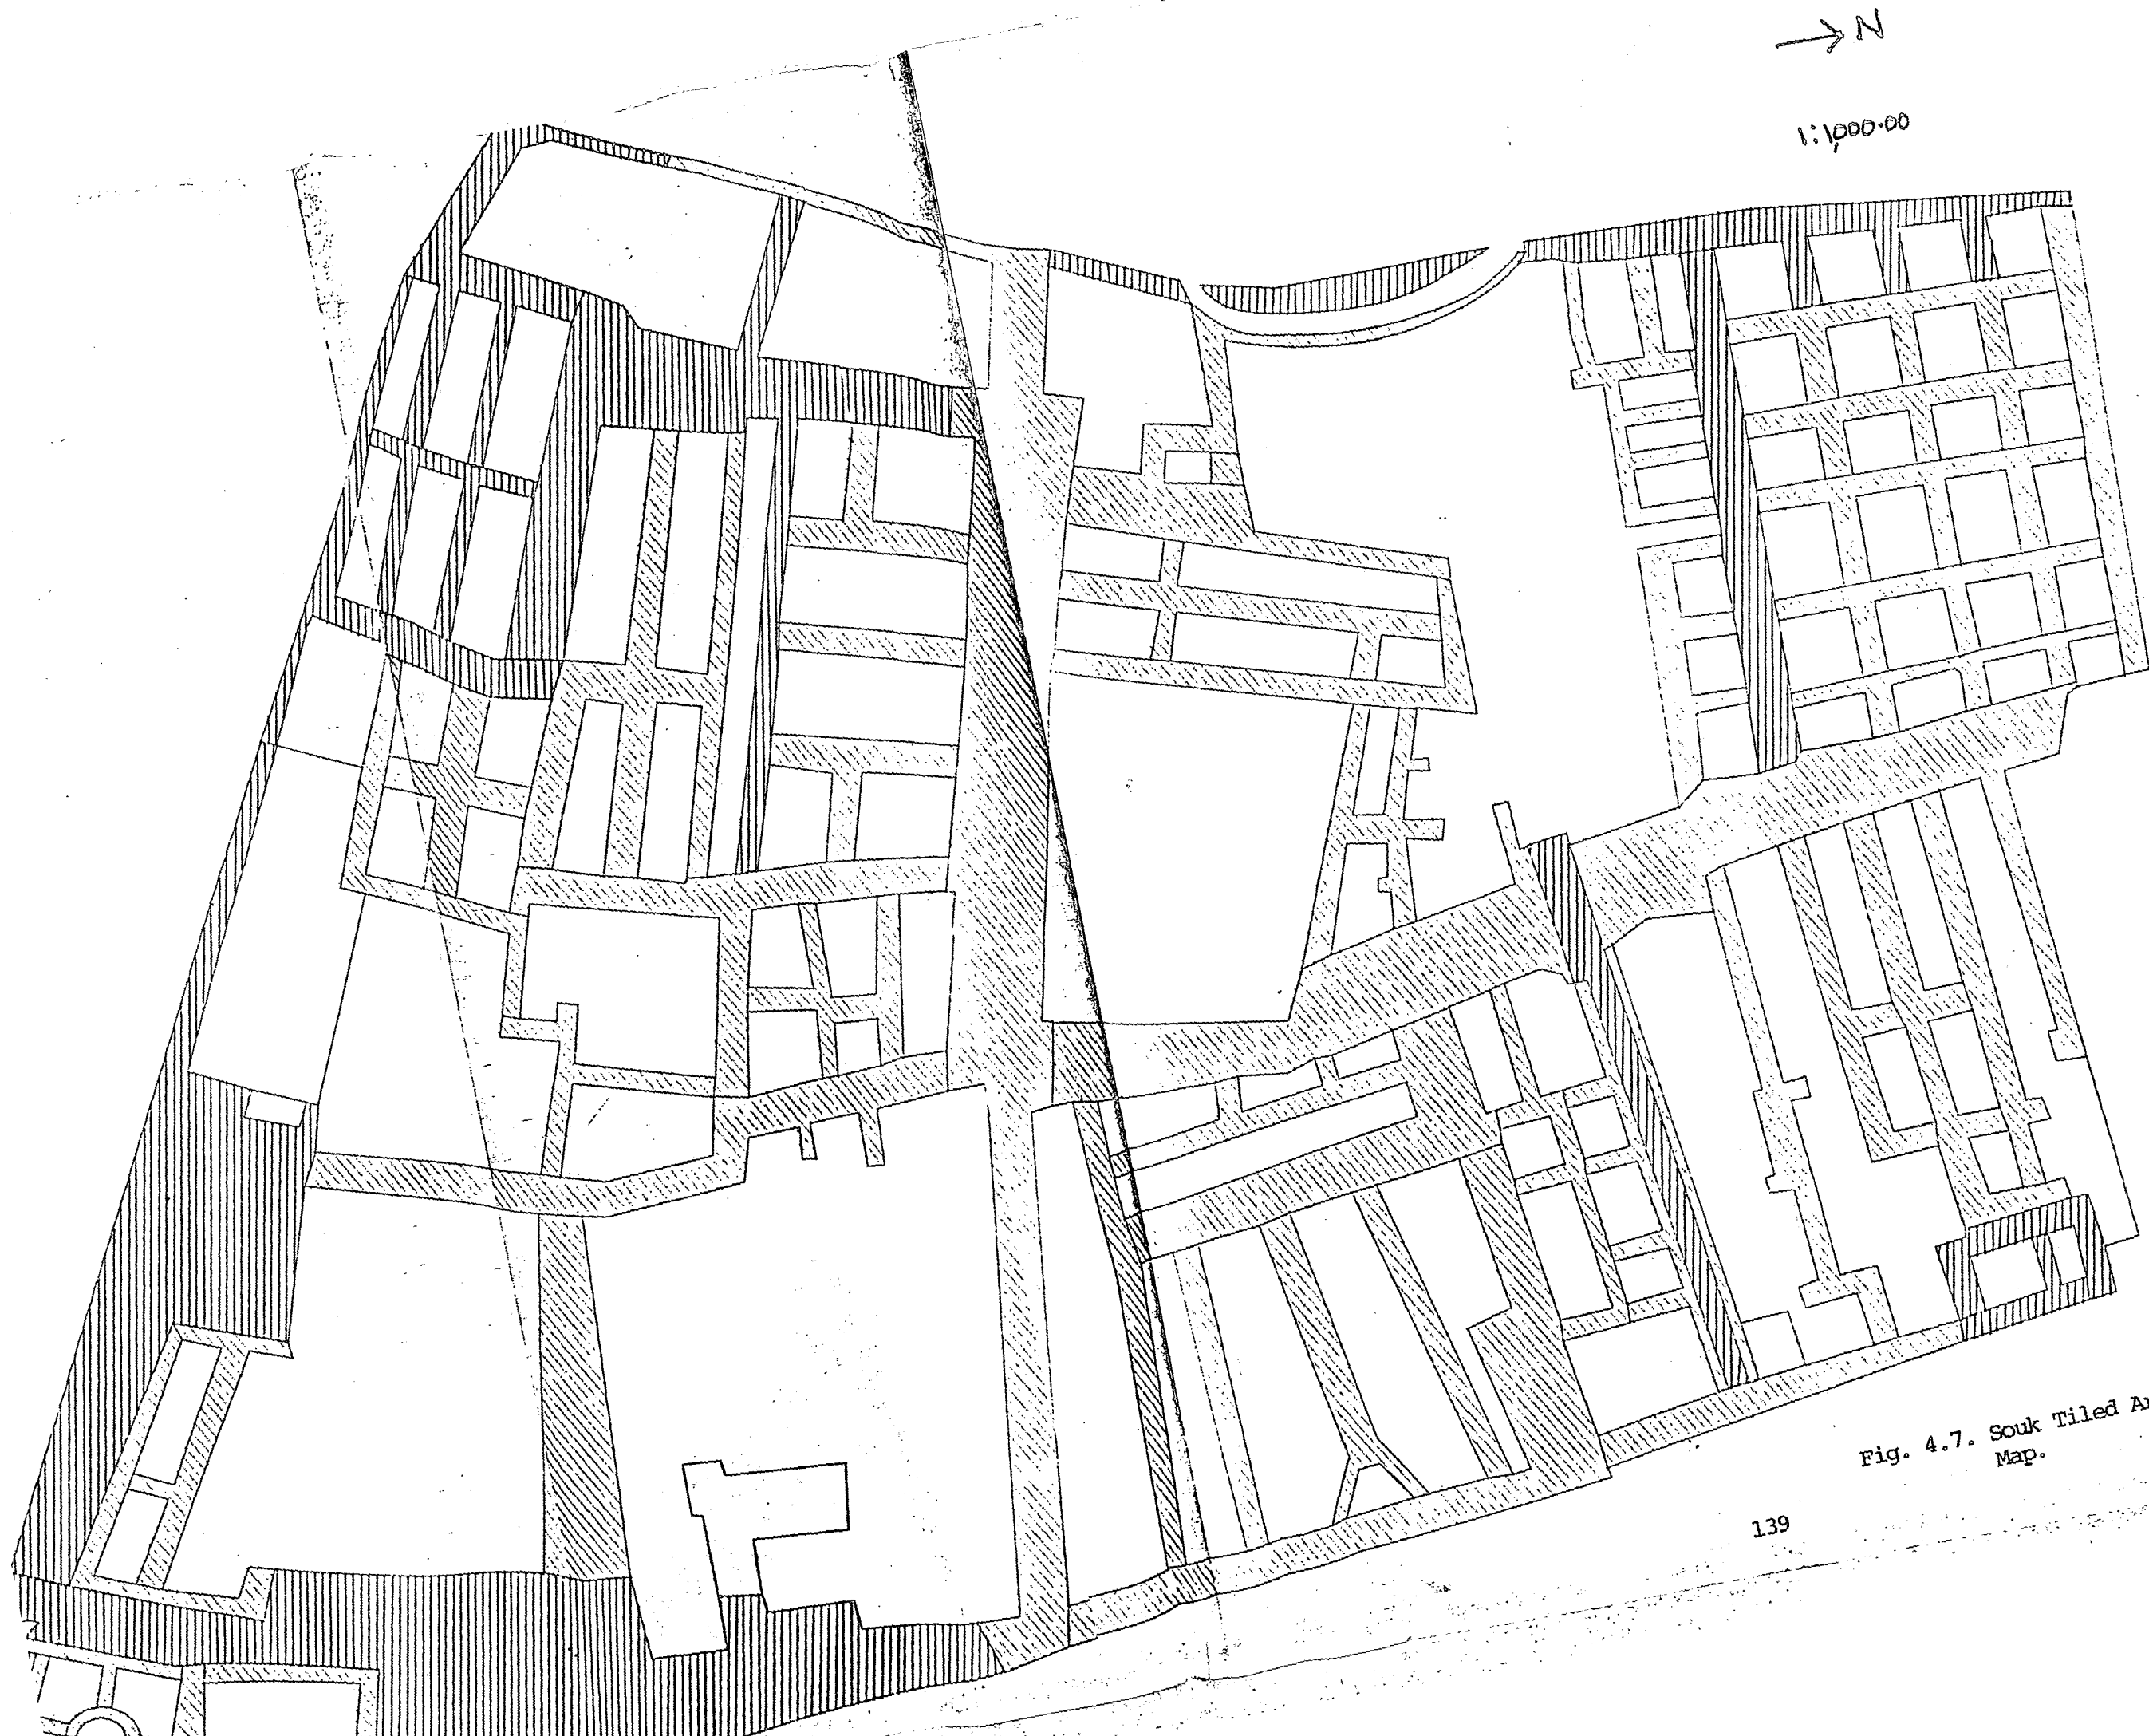 → N
1:1,000.00
Fig. 4.7. Souk Tiled
Map.
139